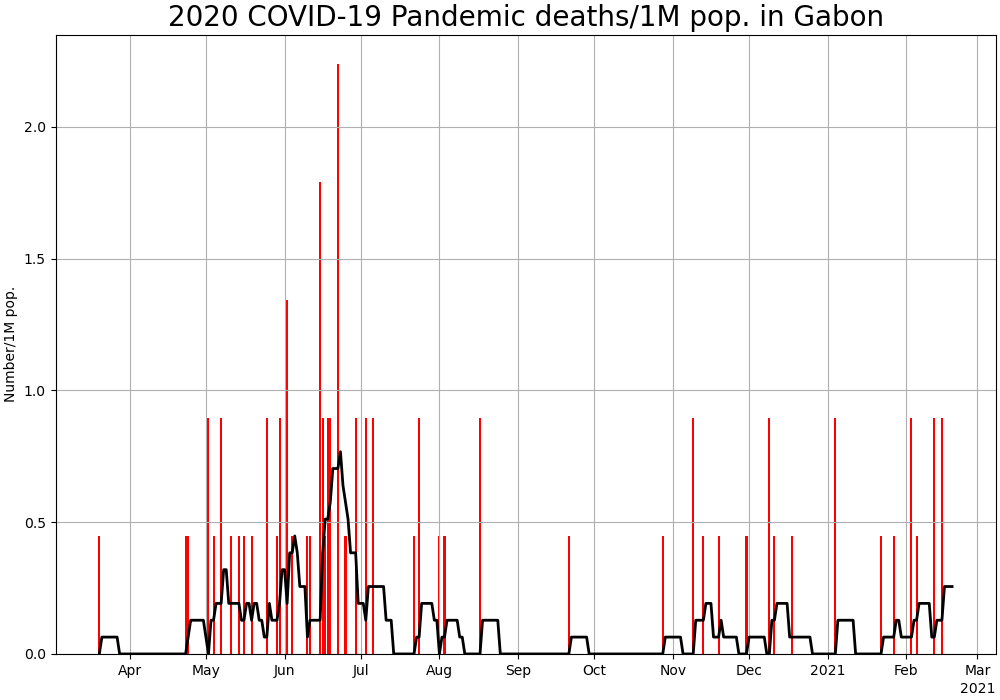 2020 COVID-19 Pandemic deaths/1M pop. in Gabon
Number/1M pop.
2.0
1.5
1.0
0.5
0.0
Apr May Jun Jul Aug Sep Oct Nov Dec 2021 Feb Mar
2021